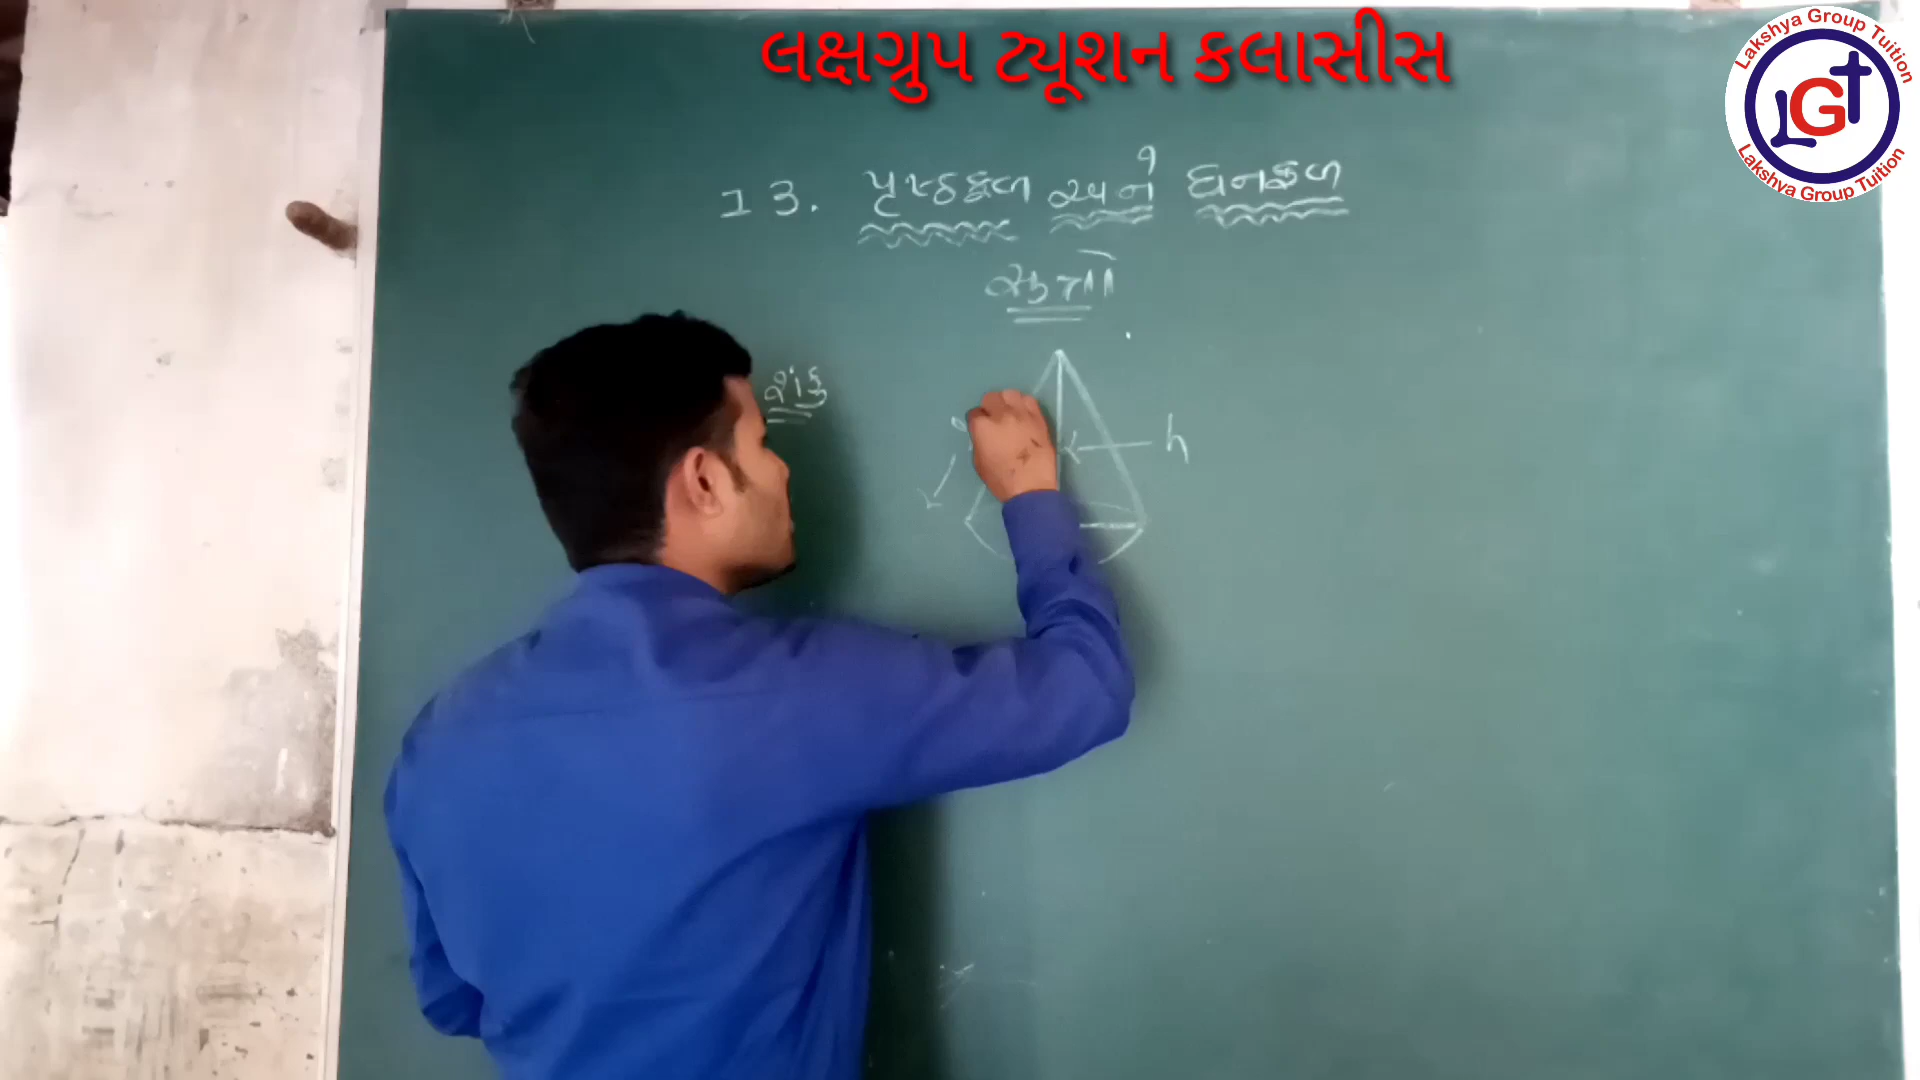 લક્ષગ્રુપ ટ્યૂશન કલાસીસ
Lakshya Group Tuition
LGt
Lakshya Group Tuition
13. પૃષ્ઠફળ અને ઘનફળ
સૂત્રો
શંકુ
h